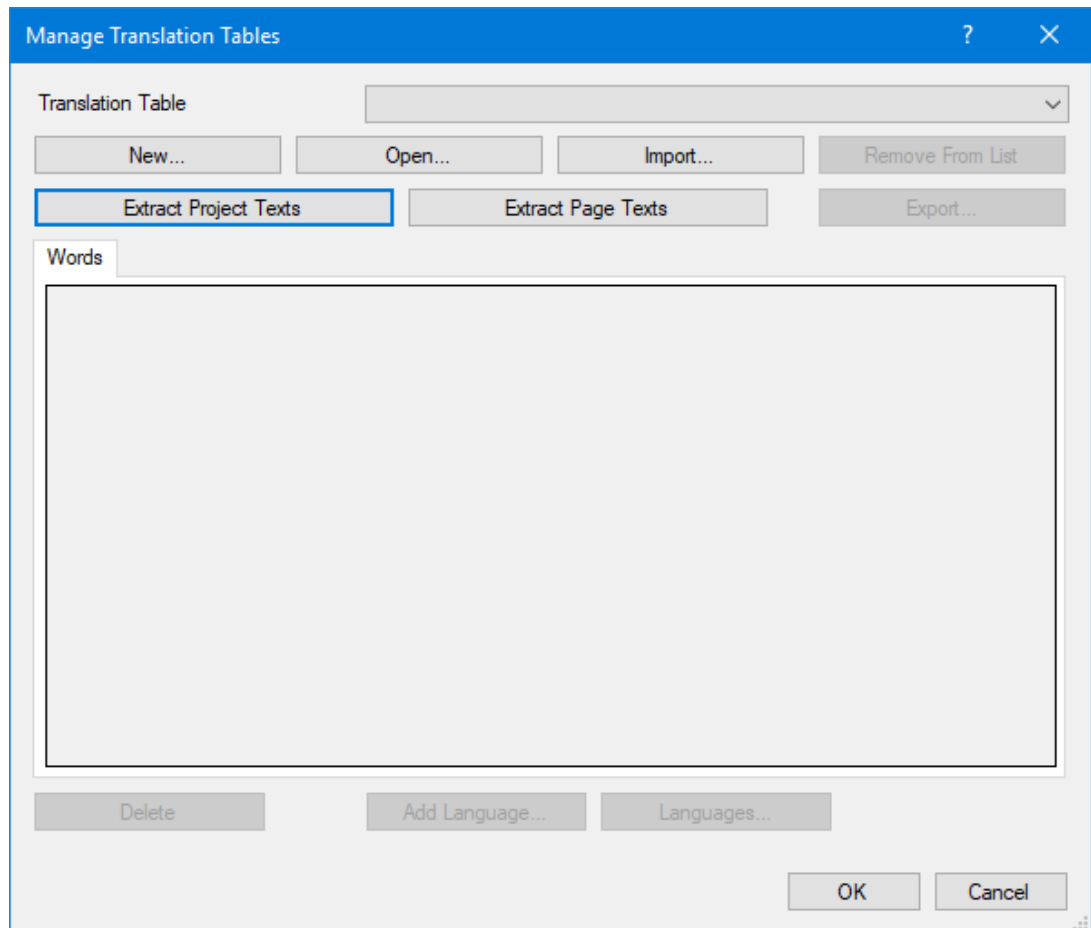 Manage Translation Tables ?
Translation Table
New... Open... Import... Remove From List
Extract Project Texts Extract Page Texts Export...
Words
Delete Add Language... Languages...
OK Cancel